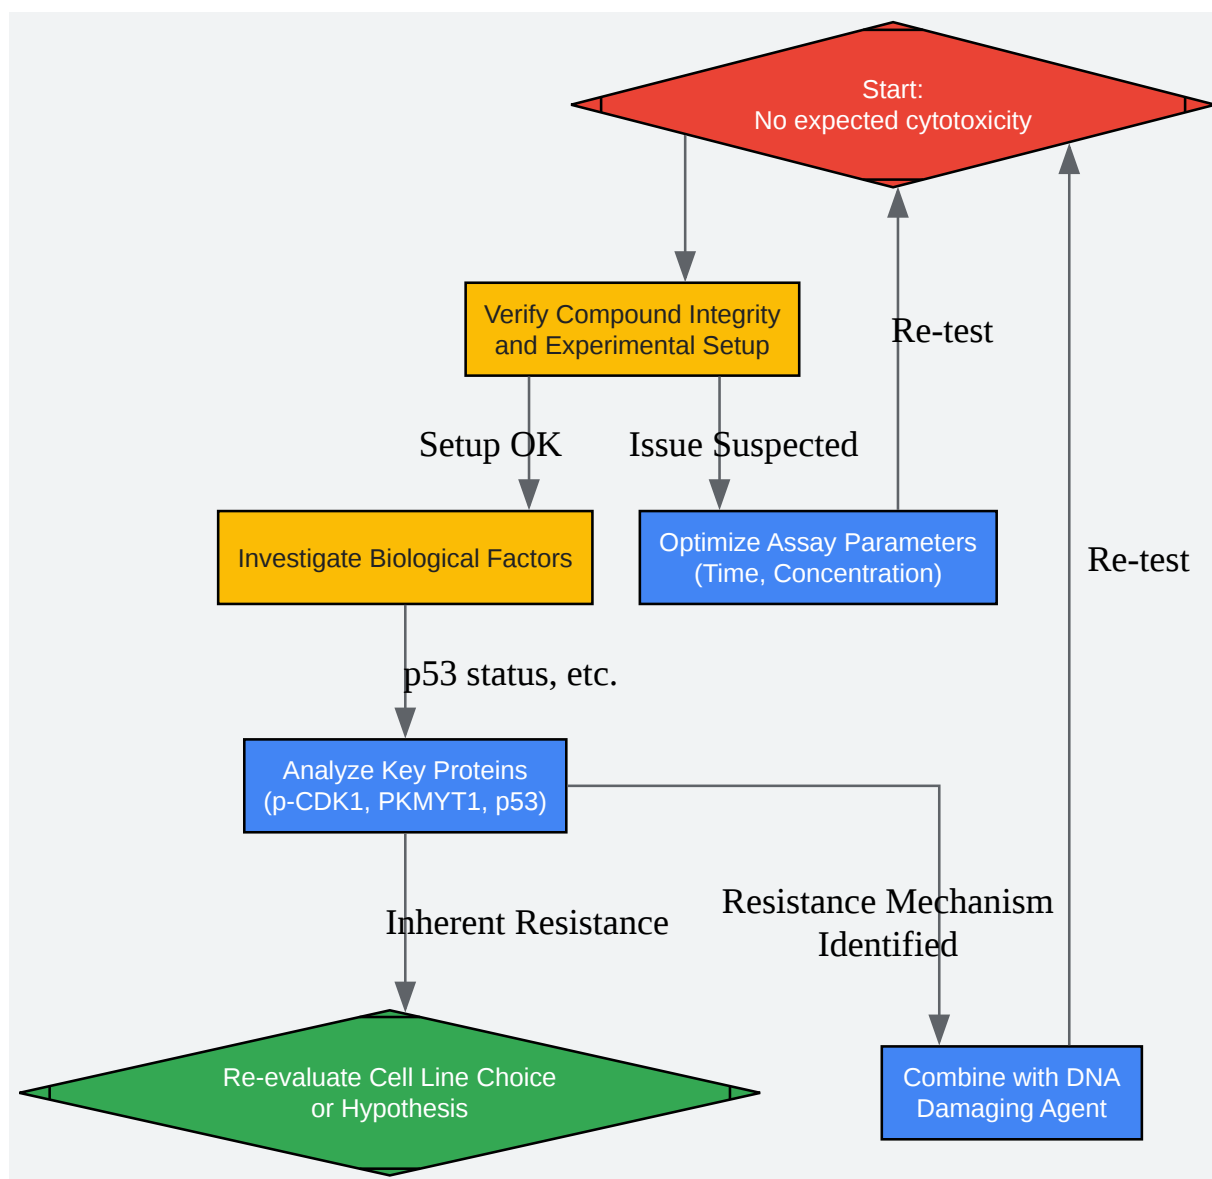 Start:
No expected cytotoxicity
Verify Compound Integrity
and Experimental Setup
Re-test
Setup OK
Issue Suspected
Investigate Biological Factors
Optimize Assay Parameters
(Time, Concentration)
Re-test
p53 status, etc.
Analyze Key Proteins
(p-CDK1, PKMYT1, p53)
Inherent Resistance
Resistance Mechanism
Identified
Re-evaluate Cell Line Choice
or Hypothesis
Combine with DNA
Damaging Agent